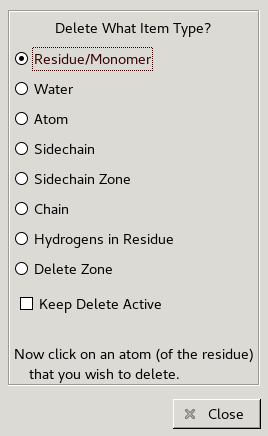 Delete What Item Type?
Residue/Monomer
Water
Atom
Sidechain
Sidechain Zone
Chain
Hydrogens in Residue
Delete Zone
Keep Delete Active
Now click on an atom (of the residue)
that you wish to delete.
Close